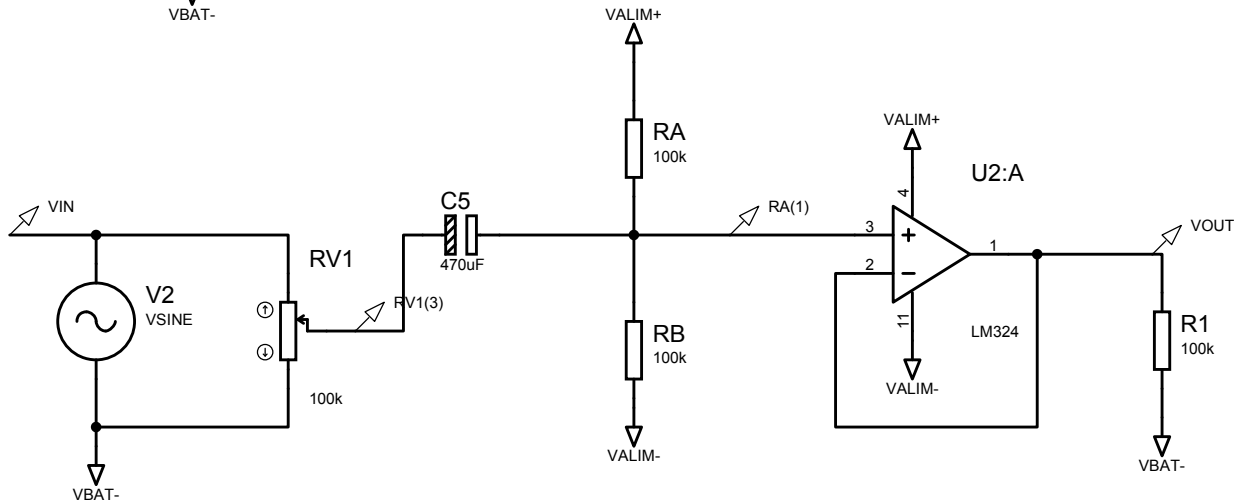 VBAT-
VALIM+
RA
100k
VALIM+
U2:A
4
VIN
C5
470uF
RA(1)
3
1
2
VOUT
RV1
V2
VSINE
RV1(3)
100k
RB
100k
11
LM324
VALIM-
R1
100k
VALIM-
VBAT-
VBAT-